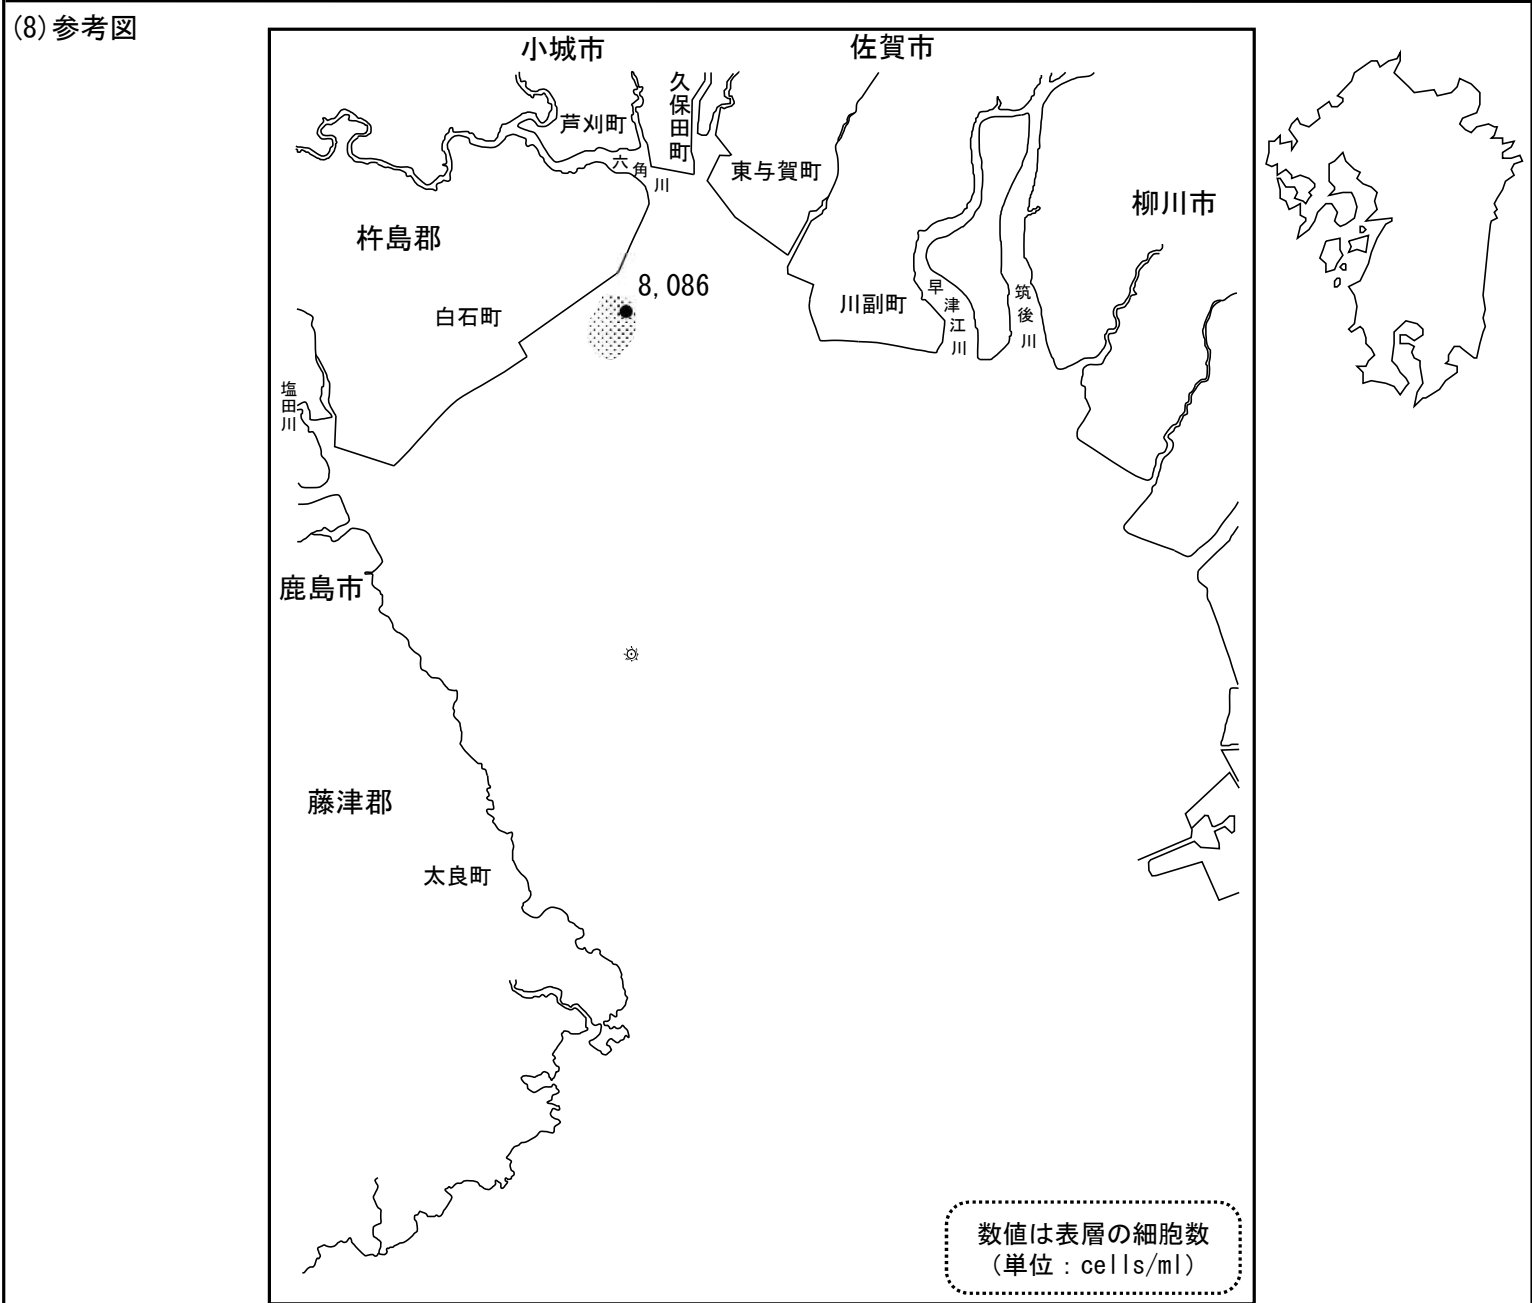 (8)参考図
小城市
佐賀市
久保田町
芦刈町
六角川
東与賀町
柳川市
杵島郡
8,086
早津江川
筑後川
川副町
白石町
塩田川
鹿島市
藤津郡
太良町
数値は表層の細胞数
(単位：cells/ml)